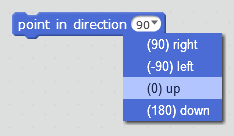 point in direction 90▾
(90) right
(-90) left
(0) up
(180) down